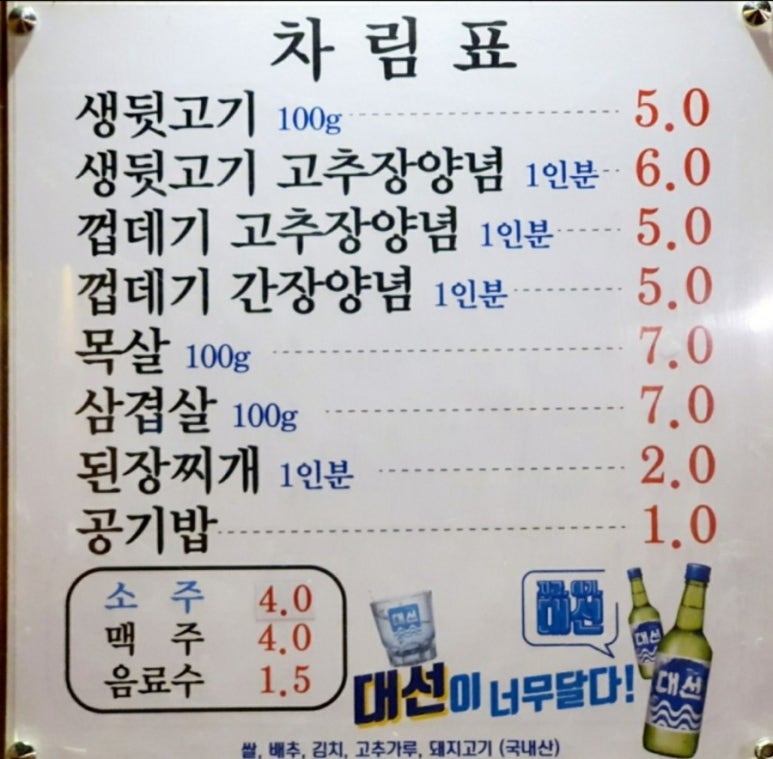 차림표
생뒷고기 100g 5.0
생뒷고기 고추장양념 1인분 6.0
껍데기 고추장양념 1인분 5.0
껍데기 간장양념 1인분 5.0
목살 100g 7.0
삼겹살 100g 7.0
된장찌개 1인분 2.0
공기밥 1.0
소주 4.0
맥주 4.0
음료수 1.5
대선
대선
대선
대선
대선이 너무달다!
쌀, 배추, 김치, 고추가루, 돼지고기 (국내산)